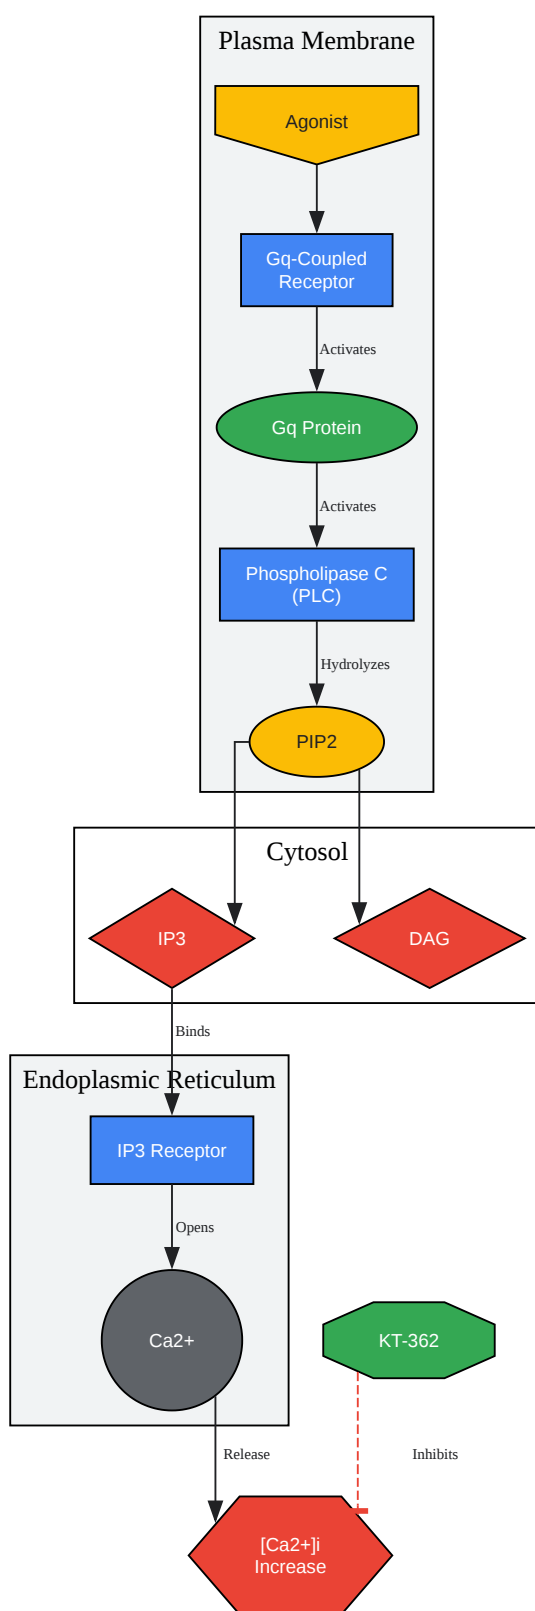 Plasma Membrane
Agonist
Gq-Coupled
Receptor
Activates
Gq Protein
Activates
Phospholipase C
(PLC)
Hydrolyzes
PIP2
Cytosol
IP3
DAG
Binds
Endoplasmic Reticulum
IP3 Receptor
Opens
Ca2+
KT-362
Release
Inhibits
[Ca2+]i
Increase